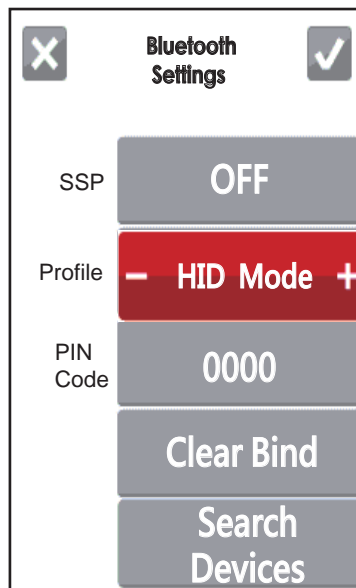 Bluetooth
Settings
SSP
OFF
Profile
– HID Mode +
PIN
Code
0000
Clear Bind
Search
Devices